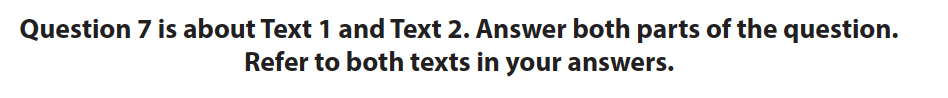 Question 7 is about Text 1 and Text 2. Answer both parts of the question.
Refer to both texts in your answers.